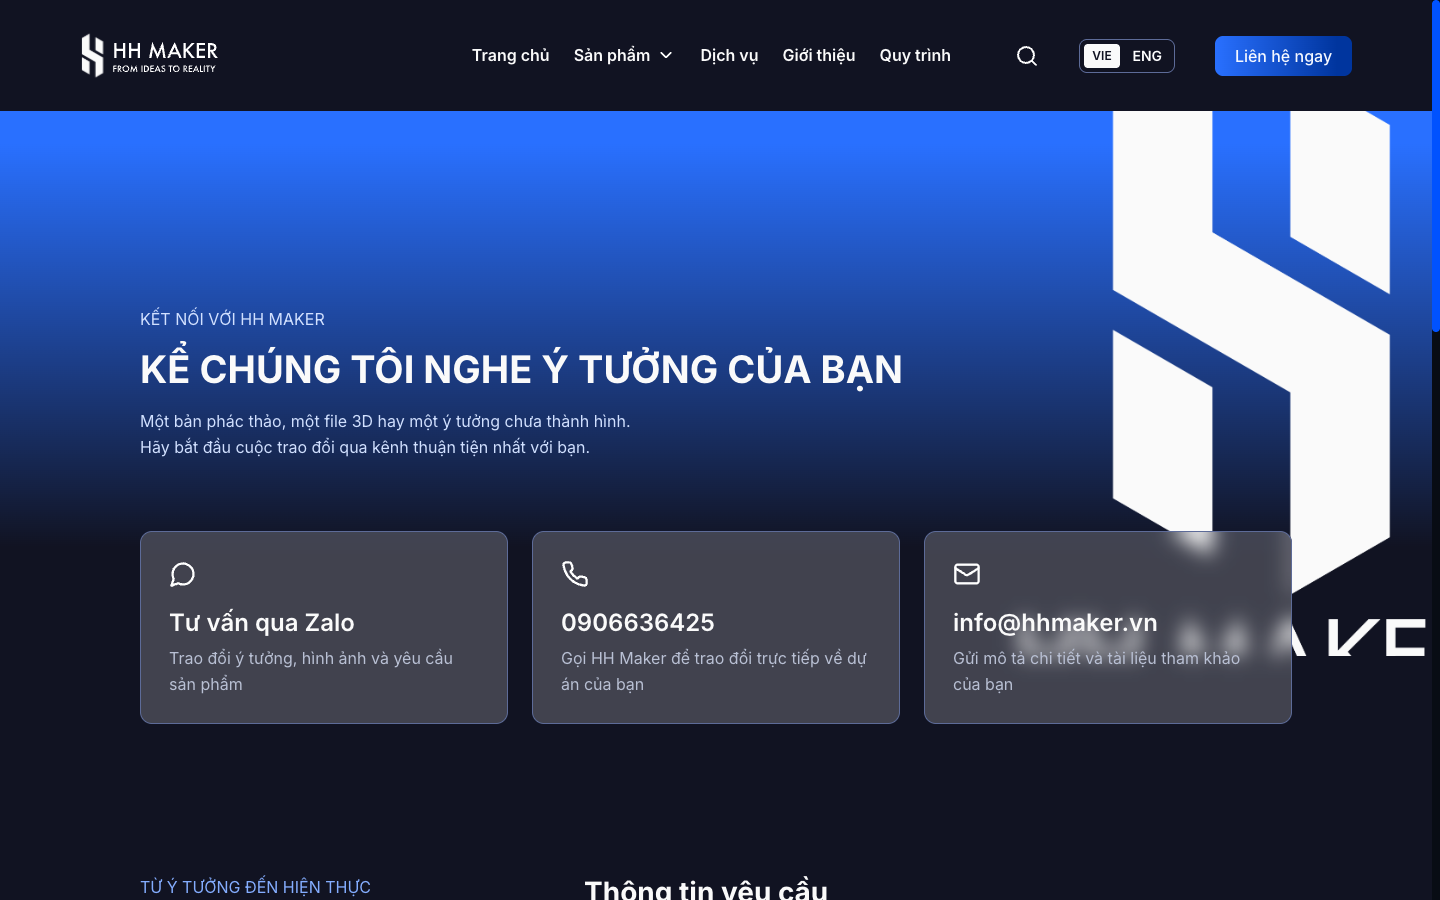 HH MAKER
FROM IDEAS TO REALITY
Trang chủ
Sản phẩm
Dịch vụ
Giới thiệu
Quy trình
VIE
ENG
Liên hệ ngay
KẾT NỐI VỚI HH MAKER
KỂ CHÚNG TÔI NGHE Ý TƯỞNG CỦA BẠN
Một bản phác thảo, một file 3D hay một ý tưởng chưa thành hình.
Hãy bắt đầu cuộc trao đổi qua kênh thuận tiện nhất với bạn.
Tư vấn qua Zalo
Trao đổi ý tưởng, hình ảnh và yêu cầu
sản phẩm
0906636425
Gọi HH Maker để trao đổi trực tiếp về dự
án của bạn
info@hhmaker.vn
Gửi mô tả chi tiết và tài liệu tham khảo
của bạn
TỪ Ý TƯỞNG ĐẾN HIỆN THỰC
Thông tin yêu cầu